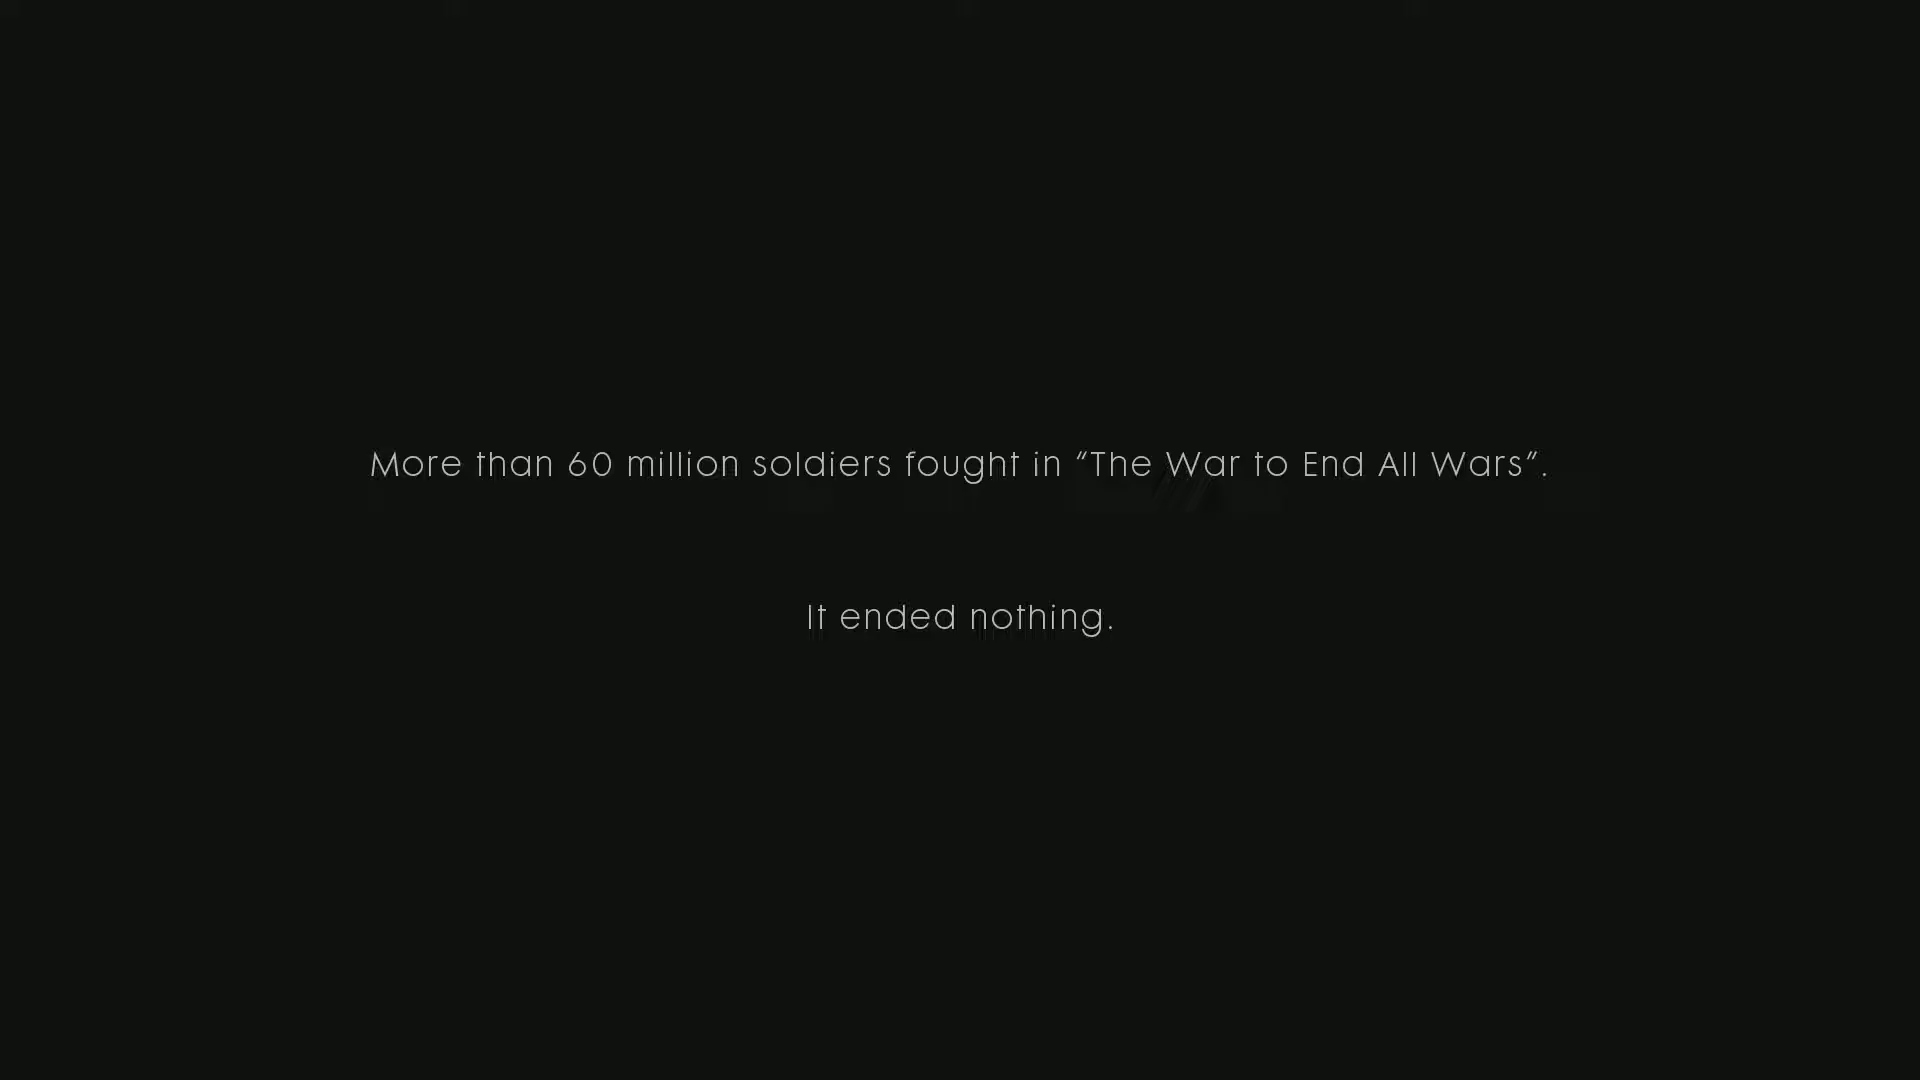 More than 60 million soldiers fought in “The War to End All Wars”.
It ended nothing.